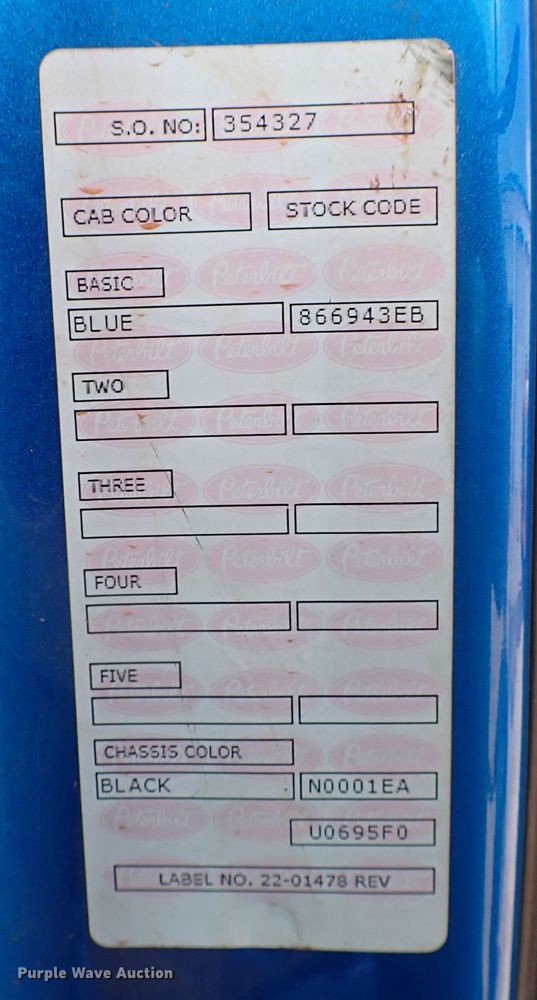 S.O. NO: 354327
CAB COLOR STOCK CODE
BASIC
BLUE 866943EB
TWO
THREE
FOUR
FIVE
CHASSIS COLOR
BLACK N0001EA
U0695F0
LABEL NO. 22-01478 REV
Peterbilt
Purple Wave Auction